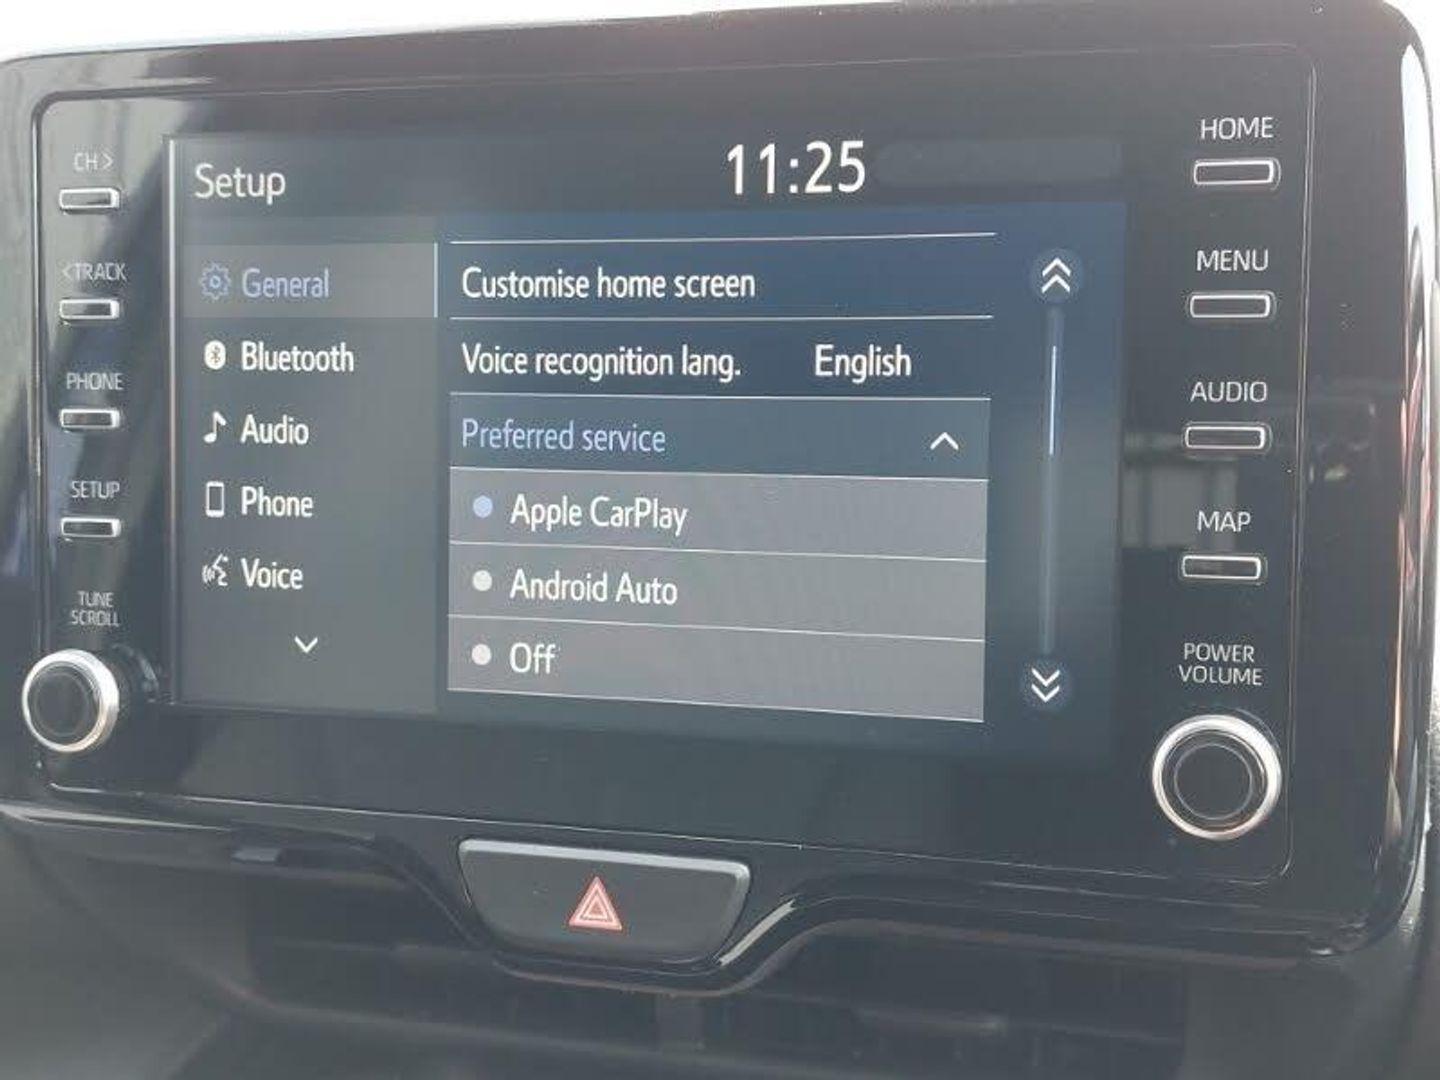 CH >
< TRACK
PHONE
SETUP
TUNE
SCROLL
Setup
11:25
General
Bluetooth
Audio
Phone
Voice
Customise home screen
Voice recognition lang. English
Preferred service
Apple CarPlay
Android Auto
Off
HOME
MENU
AUDIO
MAP
POWER
VOLUME